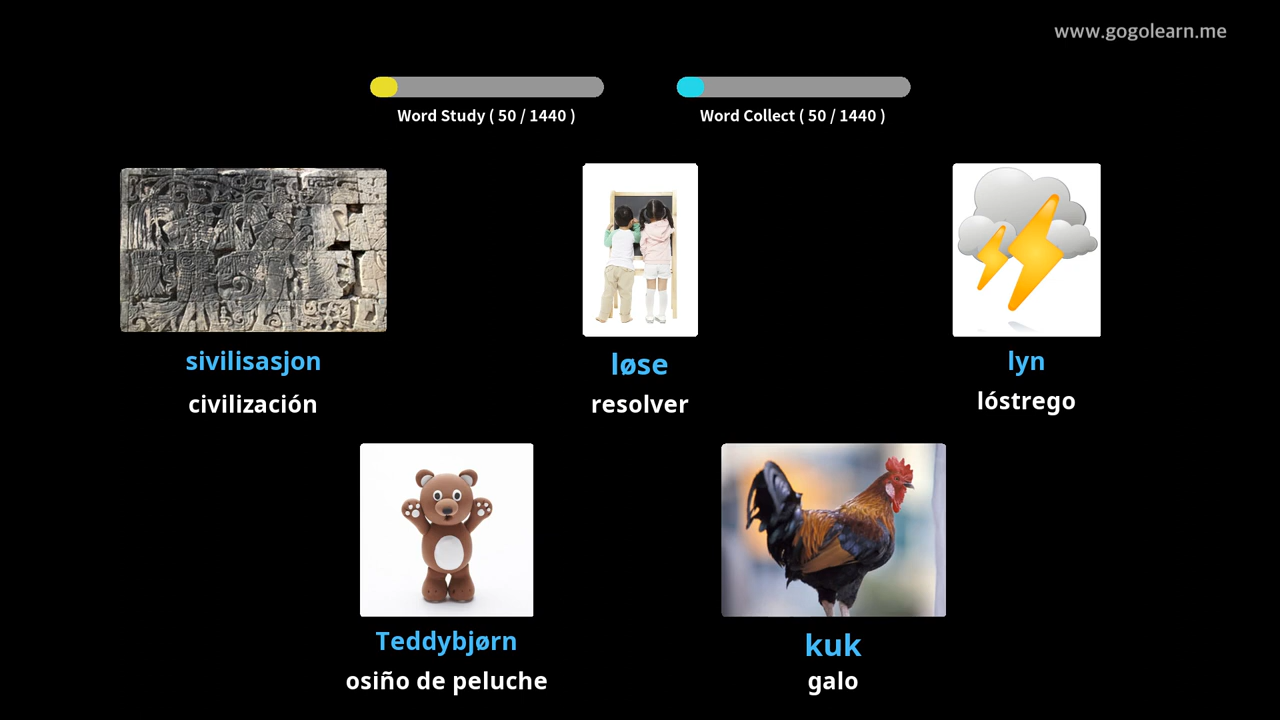 www.gogolearn.me
Word Study ( 50 / 1440 )
Word Collect ( 50 / 1440 )
sivilisasjon
civilización
løse
resolver
lyn
lóstrego
Teddybjørn
osiño de peluche
kuk
galo